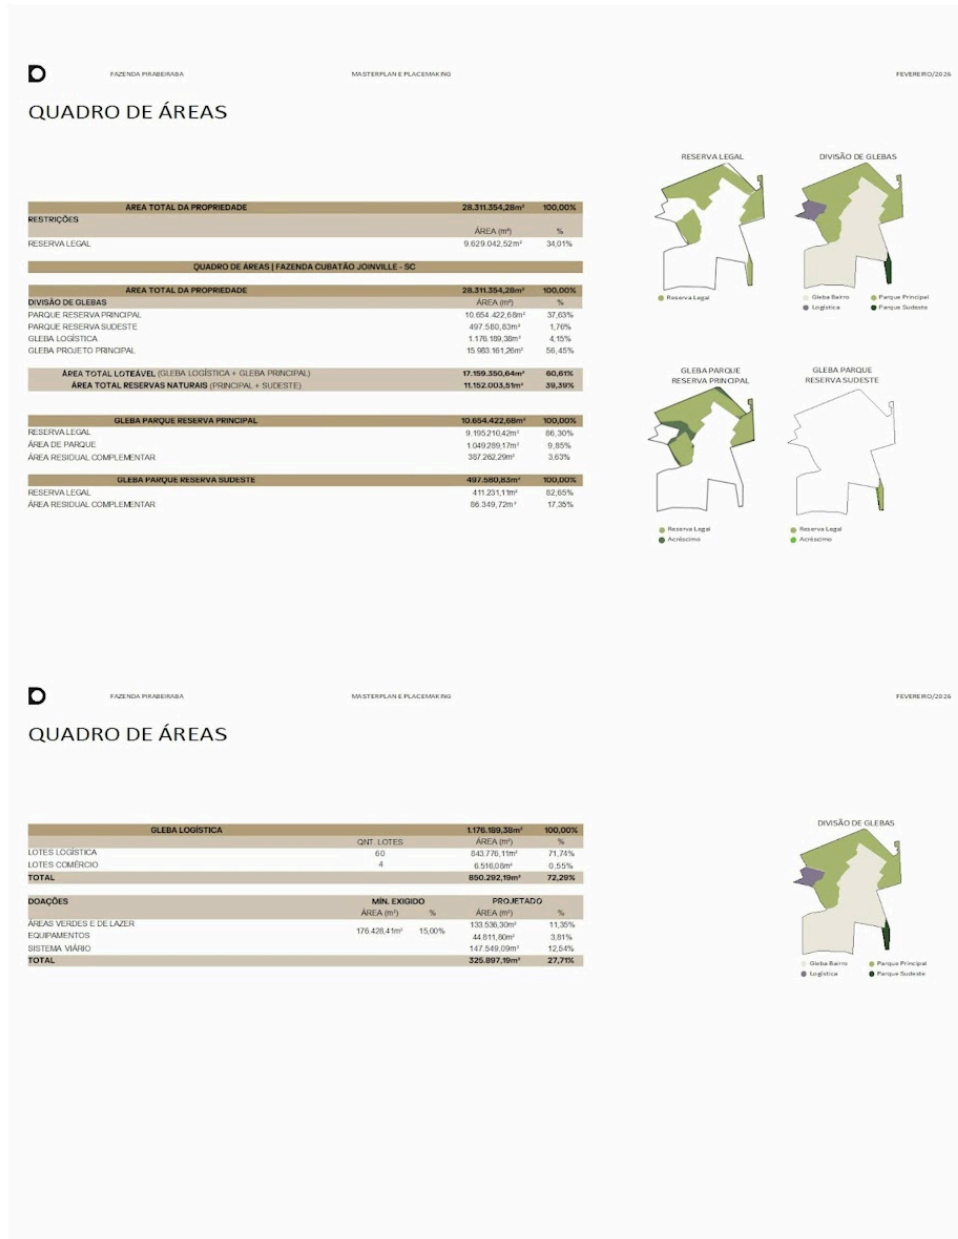 FAZENDA PIRABEIRABA MASTERPLAN E PLACEMAKING FEVEREIRO/2026
QUADRO DE ÁREAS
ÁREA TOTAL DA PROPRIEDADE 28.311.354,28m² 100,00%
RESTRIÇÕES
ÁREA (m²) %
RESERVA LEGAL 9.629.042,52m² 34,01%
QUADRO DE ÁREAS | FAZENDA CUBATÃO JOINVILLE - SC
ÁREA TOTAL DA PROPRIEDADE 28.311.354,28m² 100,00%
DIVISÃO DE GLEBAS ÁREA (m²) %
PARQUE RESERVA PRINCIPAL 10.654.422,68m² 37,63%
PARQUE RESERVA SUDESTE 497.580,83m² 1,76%
GLEBA LOGÍSTICA 1.176.189,38m² 4,15%
GLEBA PROJETO PRINCIPAL 15.983.161,26m² 56,45%
ÁREA TOTAL LOTEÁVEL (GLEBA LOGÍSTICA + GLEBA PRINCIPAL) 17.159.350,64m² 60,61%
ÁREA TOTAL RESERVAS NATURAIS (PRINCIPAL + SUDESTE) 11.152.003,51m² 39,39%
GLEBA PARQUE RESERVA PRINCIPAL 10.654.422,68m² 100,00%
RESERVA LEGAL 9.195.210,42m² 86,30%
ÁREA DE PARQUE 1.049.289,17m² 9,85%
ÁREA RESIDUAL COMPLEMENTAR 387.262,29m² 3,63%
GLEBA PARQUE RESERVA SUDESTE 497.580,83m² 100,00%
RESERVA LEGAL 411.231,11m² 82,65%
ÁREA RESIDUAL COMPLEMENTAR 86.349,72m² 17,35%
RESERVA LEGAL
Reserva Legal
DIVISÃO DE GLEBAS
Gleba Bairro Parque Principal
Logística Parque Sudeste
GLEBA PARQUE
RESERVA PRINCIPAL
Reserva Legal
Acréscimo
GLEBA PARQUE
RESERVA SUDESTE
Reserva Legal
Acréscimo
FAZENDA PIRABEIRABA MASTERPLAN E PLACEMAKING FEVEREIRO/2026
QUADRO DE ÁREAS
GLEBA LOGÍSTICA 1.176.189,38m² 100,00%
QNT. LOTES ÁREA (m²) %
LOTES LOGÍSTICA 60 843.776,11m² 71,74%
LOTES COMÉRCIO 4 6.516,08m² 0,55%
TOTAL 850.292,19m² 72,29%
DOAÇÕES MÍN. EXIGIDO PROJETADO
ÁREA (m²) % ÁREA (m²) %
ÁREAS VERDES E DE LAZER 133.536,30m² 11,35%
176.428,41m² 15,00%
EQUIPAMENTOS 44.811,80m² 3,81%
SISTEMA VIÁRIO 147.549,09m² 12,54%
TOTAL 325.897,19m² 27,71%
DIVISÃO DE GLEBAS
Gleba Bairro Parque Principal
Logística Parque Sudeste